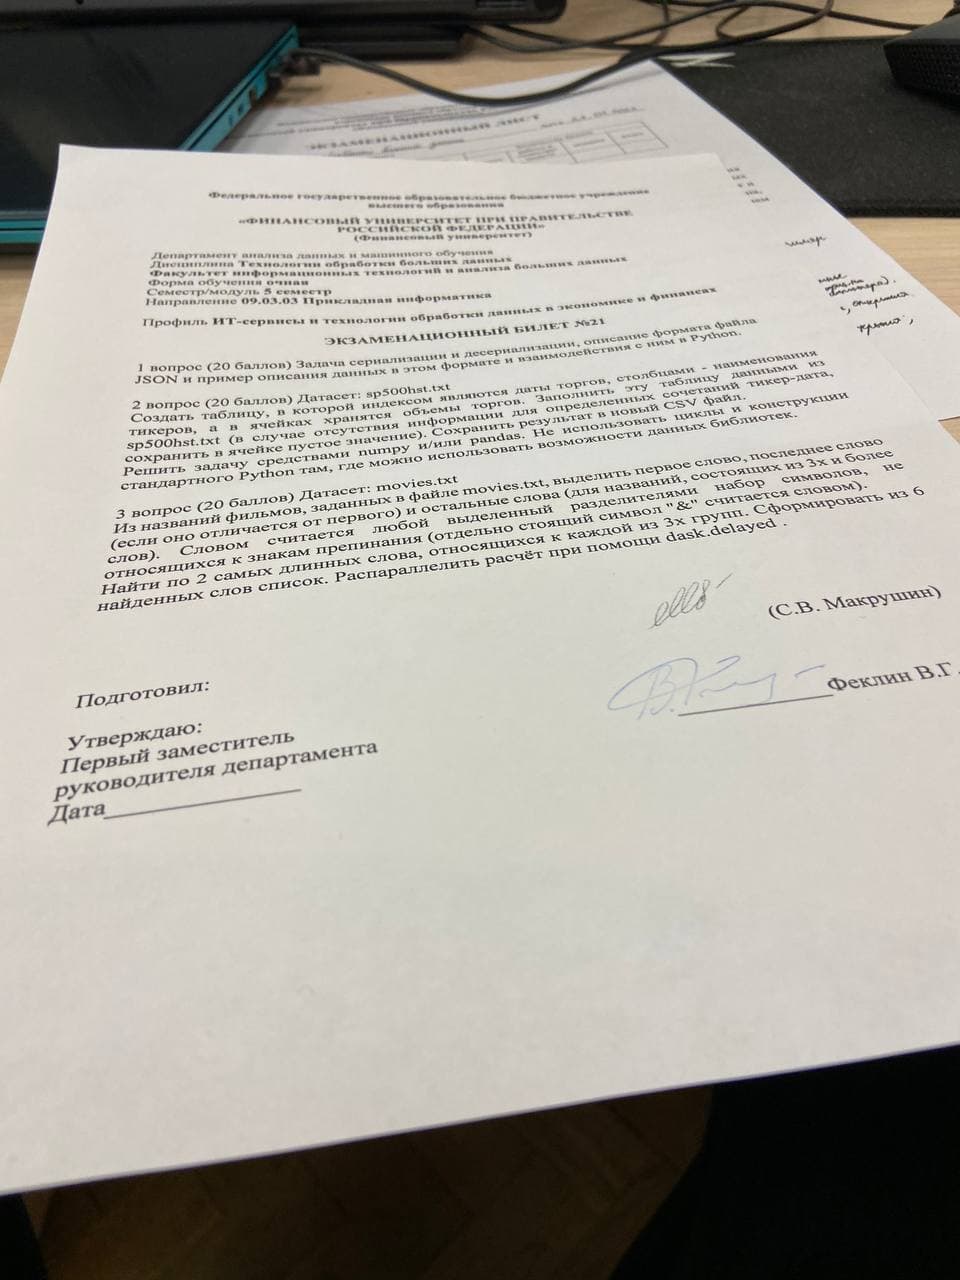 ЭКЗАМЕНАЦИОННЫЙ ЛИСТ
Федеральное государственное образовательное бюджетное учреждение
высшего образования
«ФИНАНСОВЫЙ УНИВЕРСИТЕТ ПРИ ПРАВИТЕЛЬСТВЕ
РОССИЙСКОЙ ФЕДЕРАЦИИ»
(Финансовый университет)
Департамент анализа данных и машинного обучения
Дисциплина Технологии обработки больших данных
Факультет информационных технологий и анализа больших данных
Форма обучения очная
Семестр/модуль 5 семестр
Направление 09.03.03 Прикладная информатика
Профиль ИТ-сервисы и технологии обработки данных в экономике и финансах
ЭКЗАМЕНАЦИОННЫЙ БИЛЕТ №21
1 вопрос (20 баллов) Задача сериализации и десериализации, описание формата файла
JSON и пример описания данных в этом формате и взаимодействия с ним в Python.
2 вопрос (20 баллов) Датасет: sp500hst.txt
Создать таблицу, в которой индексом являются даты торгов, столбцами - наименования
тикеров, а в ячейках хранятся объемы торгов. Заполнить эту таблицу данными из
sp500hst.txt (в случае отсутствия информации для определенных сочетаний тикер-дата,
сохранить в ячейке пустое значение). Сохранить результат в новый CSV файл.
Решить задачу средствами numpy и/или pandas. Не использовать циклы и конструкции
стандартного Python там, где можно использовать возможности данных библиотек.
3 вопрос (20 баллов) Датасет: movies.txt
Из названий фильмов, заданных в файле movies.txt, выделить первое слово, последнее слово
(если оно отличается от первого) и остальные слова (для названий, состоящих из 3х и более
слов). Словом считается любой выделенный разделителями набор символов, не
относящихся к знакам препинания (отдельно стоящий символ "&" считается словом).
Найти по 2 самых длинных слова, относящихся к каждой из 3х групп. Сформировать из 6
найденных слов список. Распараллелить расчёт при помощи dask.delayed .
(С.В. Макрушин)
Подготовил:
Феклин В.Г.
Утверждаю:
Первый заместитель
руководителя департамента
Дата